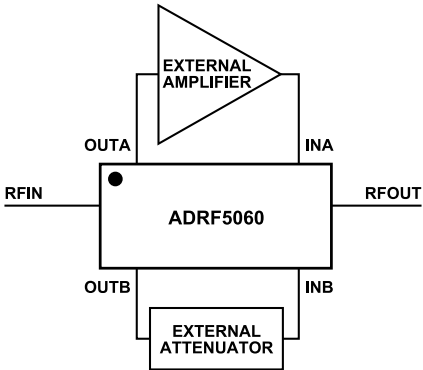 EXTERNAL
AMPLIFIER
OUTA
INA
RFIN
RFOUT
ADRF5060
OUTB
INB
EXTERNAL
ATTENUATOR